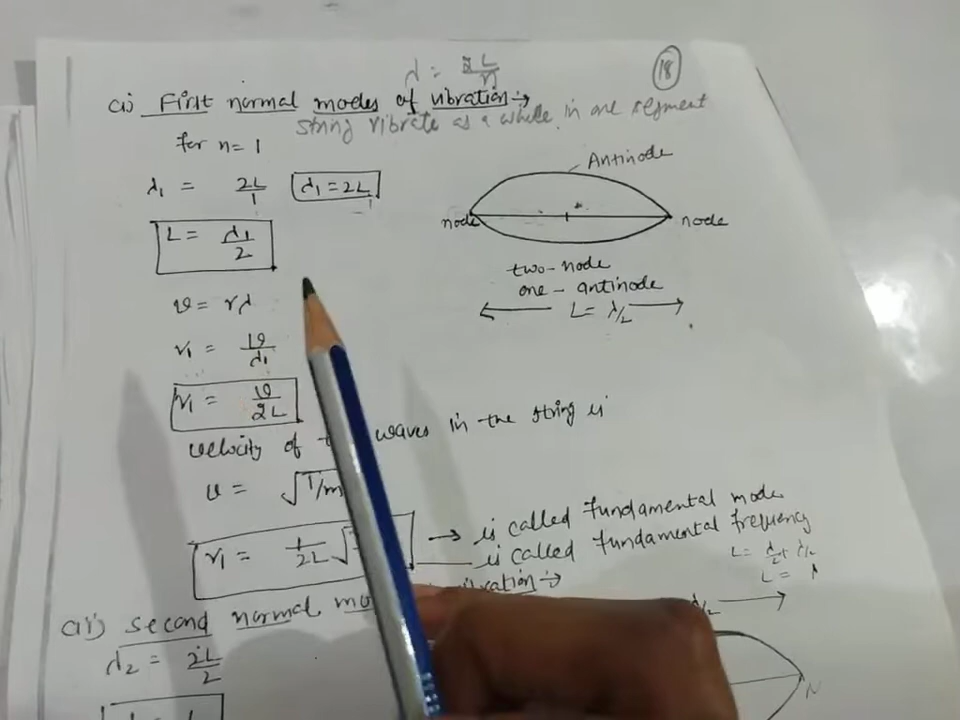 λ = 2L/n
18
(i) First normal modes of vibration →
string vibrate as a whole in one segment
for n = 1
λ₁ = 2L/1 λ₁ = 2L
L = λ₁/2
Antinode
node node
two-node
one-antinode
L = λ/2
v = νλ
ν₁ = v/λ₁
ν₁ = v/2L
velocity of waves in the string is
v = √T/m
ν₁ = 1/2L √
→ is called fundamental mode
is called fundamental frequency
L = λ/2 + λ/2
L = λ
(ii) second normal
λ₂ = 2L/2
λ/2
N